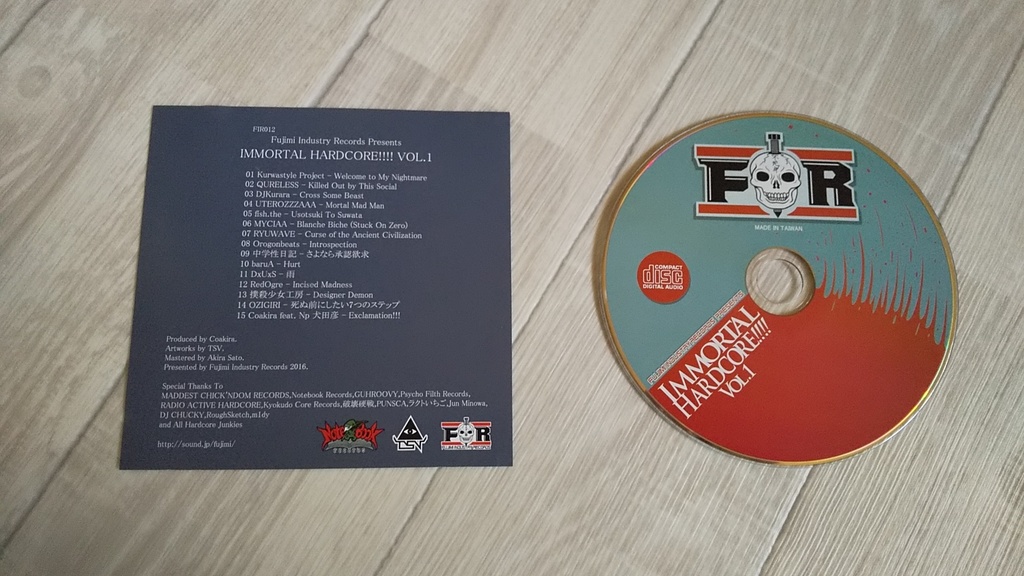 FIR012
Fujimi Industry Records Presents
IMMORTAL HARDCORE!!!! VOL.1
01 Kurwastyle Project - Welcome to My Nightmare
02 QURELESS - Killed Out by This Social
03 DJKurara - Cross Some Beast
04 UTEROZZZAAA - Mortal Mad Man
05 fish.the - Usotsuki To Suwata
06 MYCIAA - Blanche Biche (Stuck On Zero)
07 RYUWAVE - Curse of the Ancient Civilization
08 Orogonbeats - Introspection
09 中学性日記 - さよなら承認欲求
10 baruA - Hurt
11 DxUxS - 雨
12 RedOgre - Incised Madness
13 撲殺少女工房 - Designer Demon
14 OZIGIRI - 死ぬ前にしたい7つのステップ
15 Coakira feat. Np 犬田彦 - Exclamation!!!
Produced by Coakira.
Artworks by TSV.
Mastered by Akira Sato.
Presented by Fujimi Industry Records 2016.
Special Thanks To
MADDEST CHICK'NDOM RECORDS,Notebook Records,GUHROOVY,Psycho Filth Records,
RADIO ACTIVE HARDCORE,Kyokudo Core Records,破壊硬戦,PUNSCA,ラクトいちご,Jun Minowa,
DJ CHUCKY,RoughSketch,m1dy
and All Hardcore Junkies
http://sound.jp/fujimi/
TSN
FIR
FIR
MADE IN TAIWAN
COMPACT
disc
DIGITAL AUDIO
IMMORTAL
HARDCORE!!!!
VOL.1